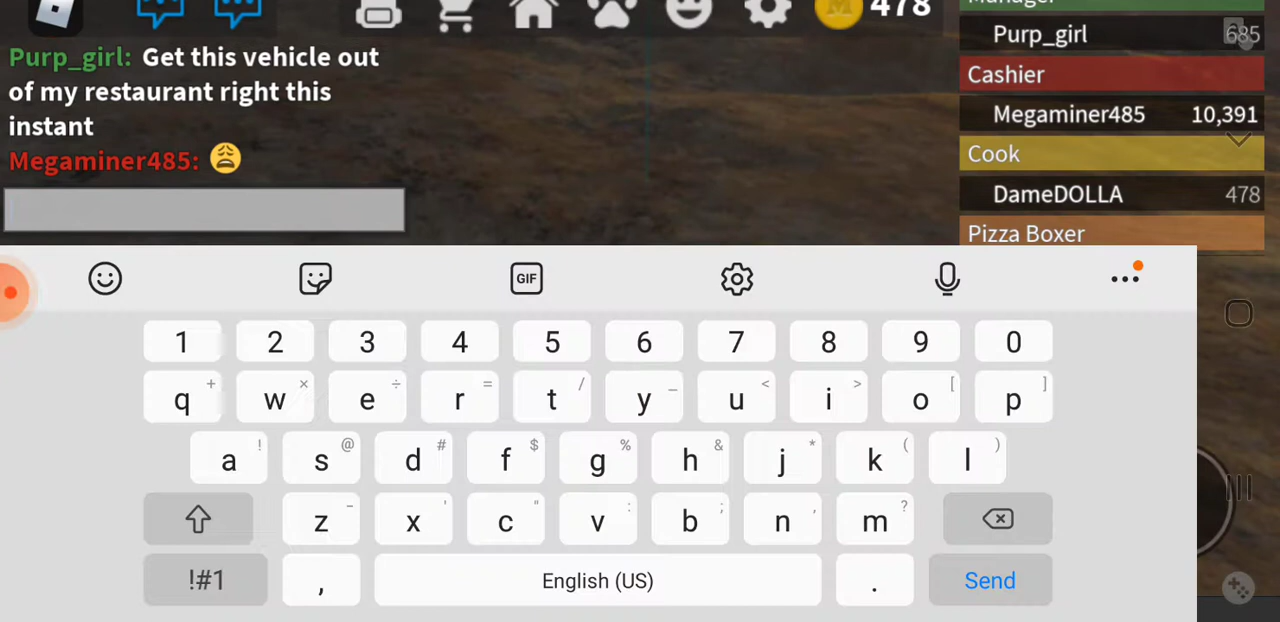 478
Manager
Purp_girl 685
Cashier
Megaminer485 10,391
Cook
DameDOLLA 478
Pizza Boxer
Purp_girl: Get this vehicle out
of my restaurant right this
instant
Megaminer485: 😩
GIF
1 2 3 4 5 6 7 8 9 0
q + w × e ÷ r = t / y _ u < i > o [ p ]
a ! s @ d # f $ g % h & j * k ( l )
z - x ' c " v : b ; n , m ?
!#1 , English (US) . Send